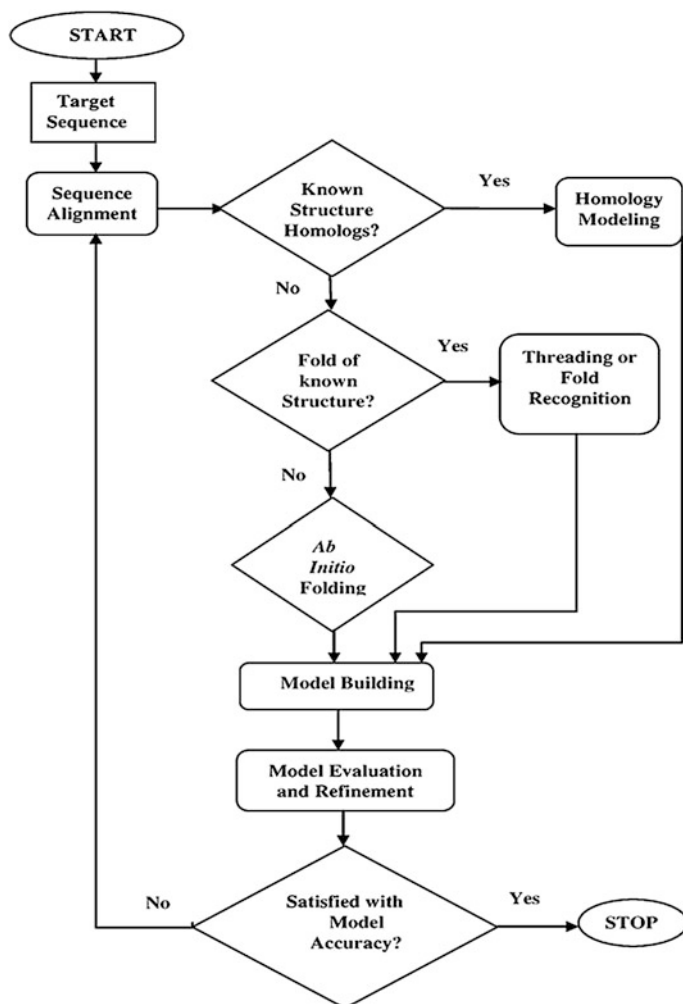 START
Target
Sequence
Sequence
Alignment
Known
Structure
Homologs?
Yes
Homology
Modeling
No
Fold of
known
Structure?
Yes
Threading or
Fold
Recognition
No
Ab
Initio
Folding
Model Building
Model Evaluation
and Refinement
Satisfied with
Model
Accuracy?
No
Yes
STOP